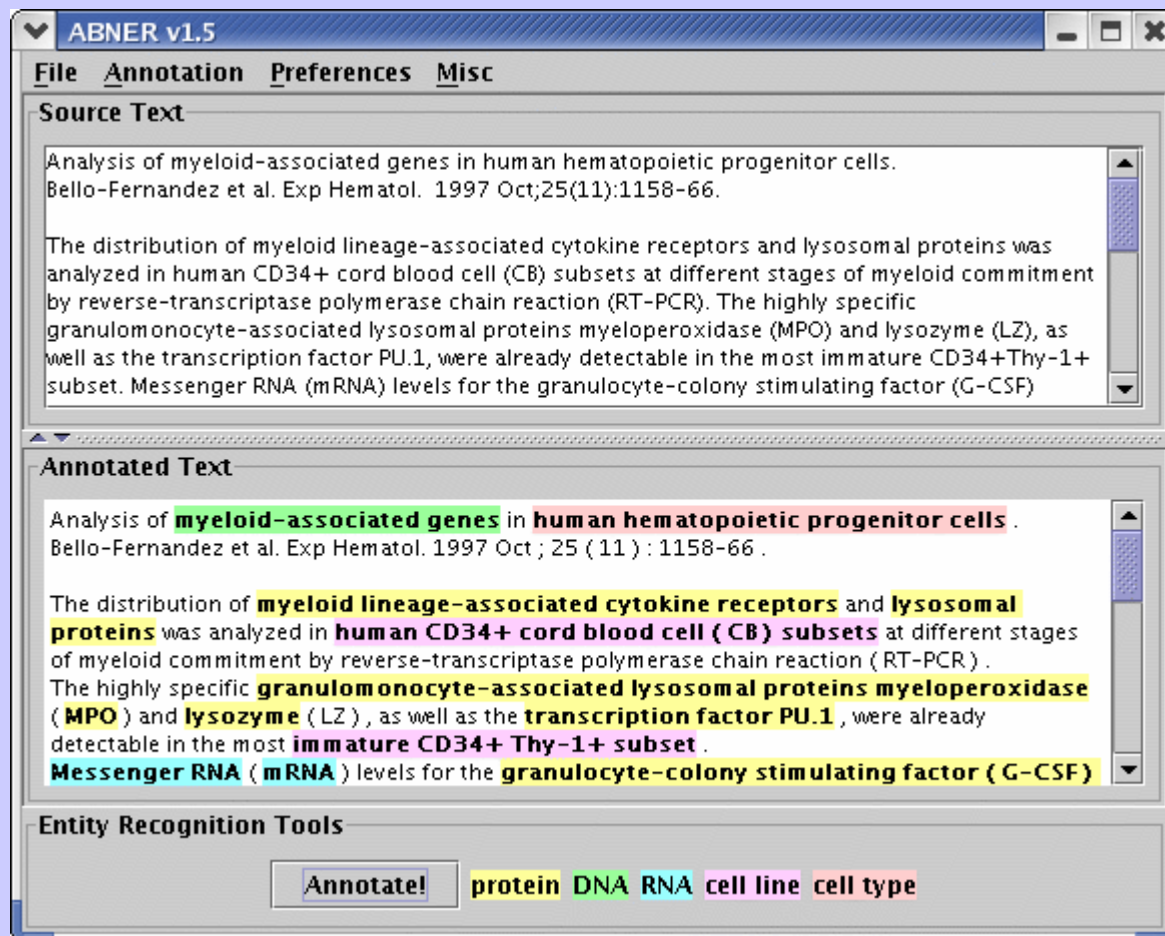 ABNER v1.5
File Annotation Preferences Misc
Source Text
Analysis of myeloid-associated genes in human hematopoietic progenitor cells.
Bello-Fernandez et al. Exp Hematol.  1997 Oct;25(11):1158-66.
The distribution of myeloid lineage-associated cytokine receptors and lysosomal proteins was
analyzed in human CD34+ cord blood cell (CB) subsets at different stages of myeloid commitment
by reverse-transcriptase polymerase chain reaction (RT-PCR). The highly specific
granulomonocyte-associated lysosomal proteins myeloperoxidase (MPO) and lysozyme (LZ), as
well as the transcription factor PU.1, were already detectable in the most immature CD34+Thy-1+
subset. Messenger RNA (mRNA) levels for the granulocyte-colony stimulating factor (G-CSF)
Annotated Text
Analysis of myeloid-associated genes in human hematopoietic progenitor cells .
Bello-Fernandez et al. Exp Hematol. 1997 Oct ; 25 ( 11 ) : 1158-66 .
The distribution of myeloid lineage-associated cytokine receptors and lysosomal
proteins was analyzed in human CD34+ cord blood cell ( CB ) subsets at different stages
of myeloid commitment by reverse-transcriptase polymerase chain reaction ( RT-PCR ) .
The highly specific granulomonocyte-associated lysosomal proteins myeloperoxidase
( MPO ) and lysozyme ( LZ ) , as well as the transcription factor PU.1 , were already
detectable in the most immature CD34+ Thy-1+ subset .
Messenger RNA ( mRNA ) levels for the granulocyte-colony stimulating factor ( G-CSF )
Entity Recognition Tools
Annotate! protein DNA RNA cell line cell type